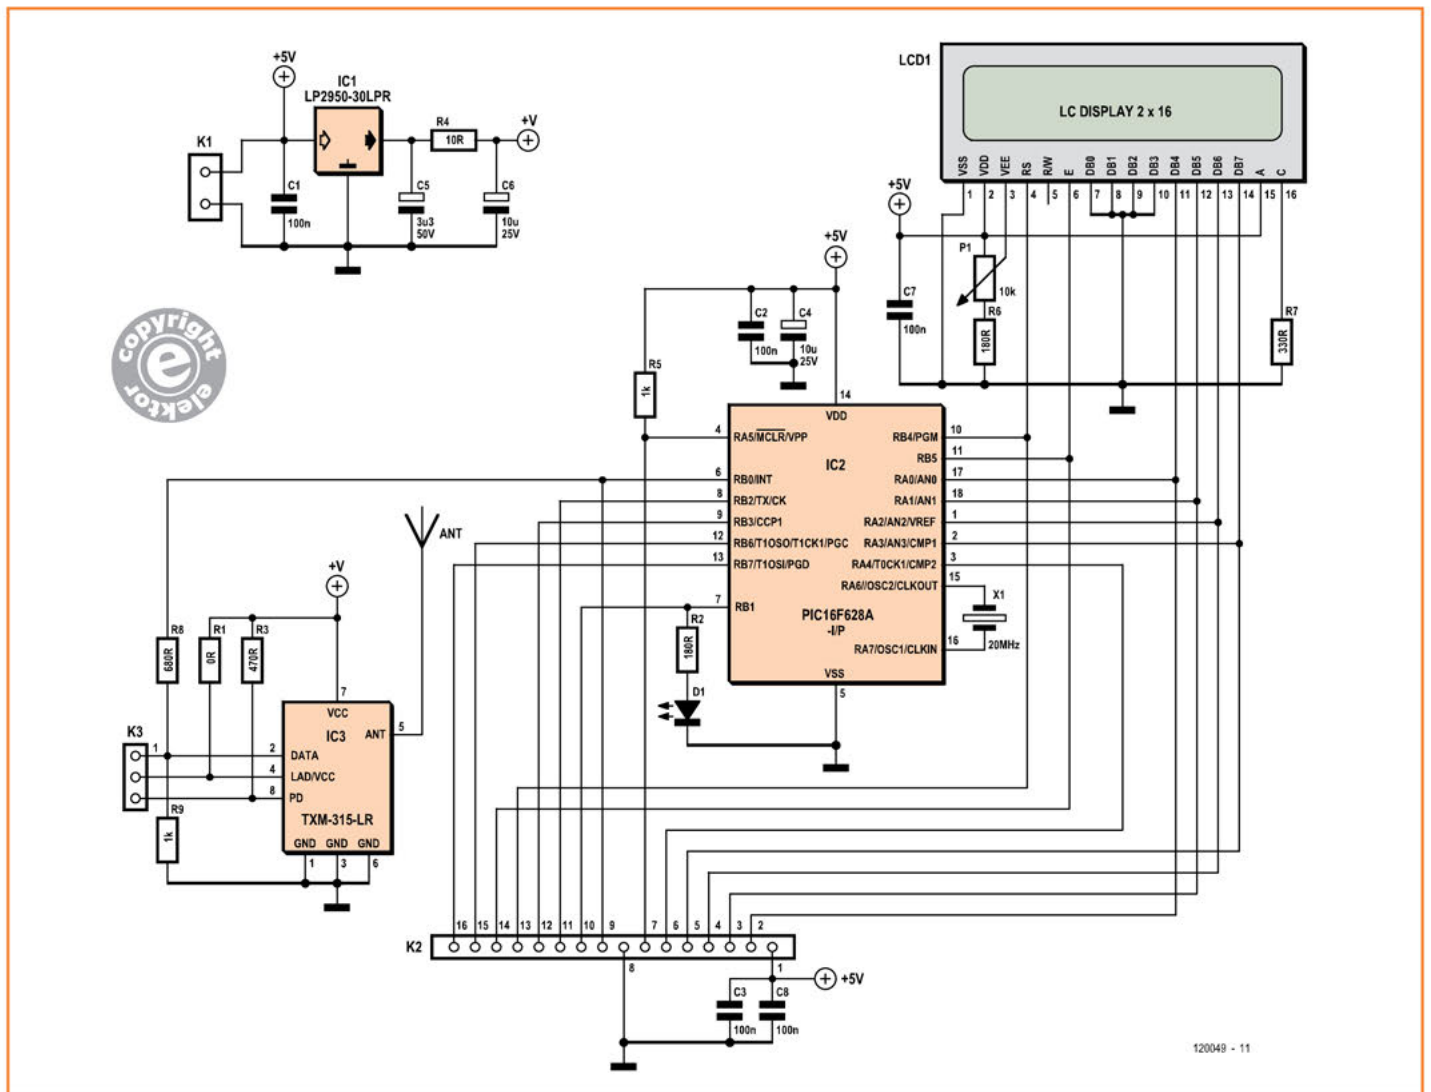 +5V
IC1
LP2950-30LPR
K1
C1
100n
R4
10R
+V
C5
3u3
50V
C6
10u
25V
copyright
e
elektor
LCD1
LC DISPLAY 2 x 16
VSS VDD VEE RS R/W E DB0 DB1 DB2 DB3 DB4 DB5 DB6 DB7 A C
1 2 3 4 5 6 7 8 9 10 11 12 13 14 15 16
+5V
P1
10k
C7
100n
R6
180R
R7
330R
+5V
C2
100n
C4
10u
25V
R5
1k
14
VDD
IC2
4 RA5/MCLR/VPP
6 RB0/INT
8 RB2/TX/CK
9 RB3/CCP1
12 RB6/T1OSO/T1CK1/PGC
13 RB7/T1OSI/PGD
7 RB1
RB4/PGM 10
RB5 11
RA0/AN0 17
RA1/AN1 18
RA2/AN2/VREF 1
RA3/AN3/CMP1 2
RA4/T0CK1/CMP2 3
RA6//OSC2/CLKOUT 15
RA7/OSC1/CLKIN 16
PIC16F628A
-I/P
VSS
5
X1
20MHz
R2
180R
D1
ANT
+V
R8
680R
R1
0R
R3
470R
7
VCC
IC3
ANT 5
K3
1
2 DATA
4 LAD/VCC
8 PD
TXM-315-LR
GND GND GND
1 3 6
R9
1k
K2
16 15 14 13 12 11 10 9 7 6 5 4 3 2
8 1
+5V
C3
100n
C8
100n
120049 - 11